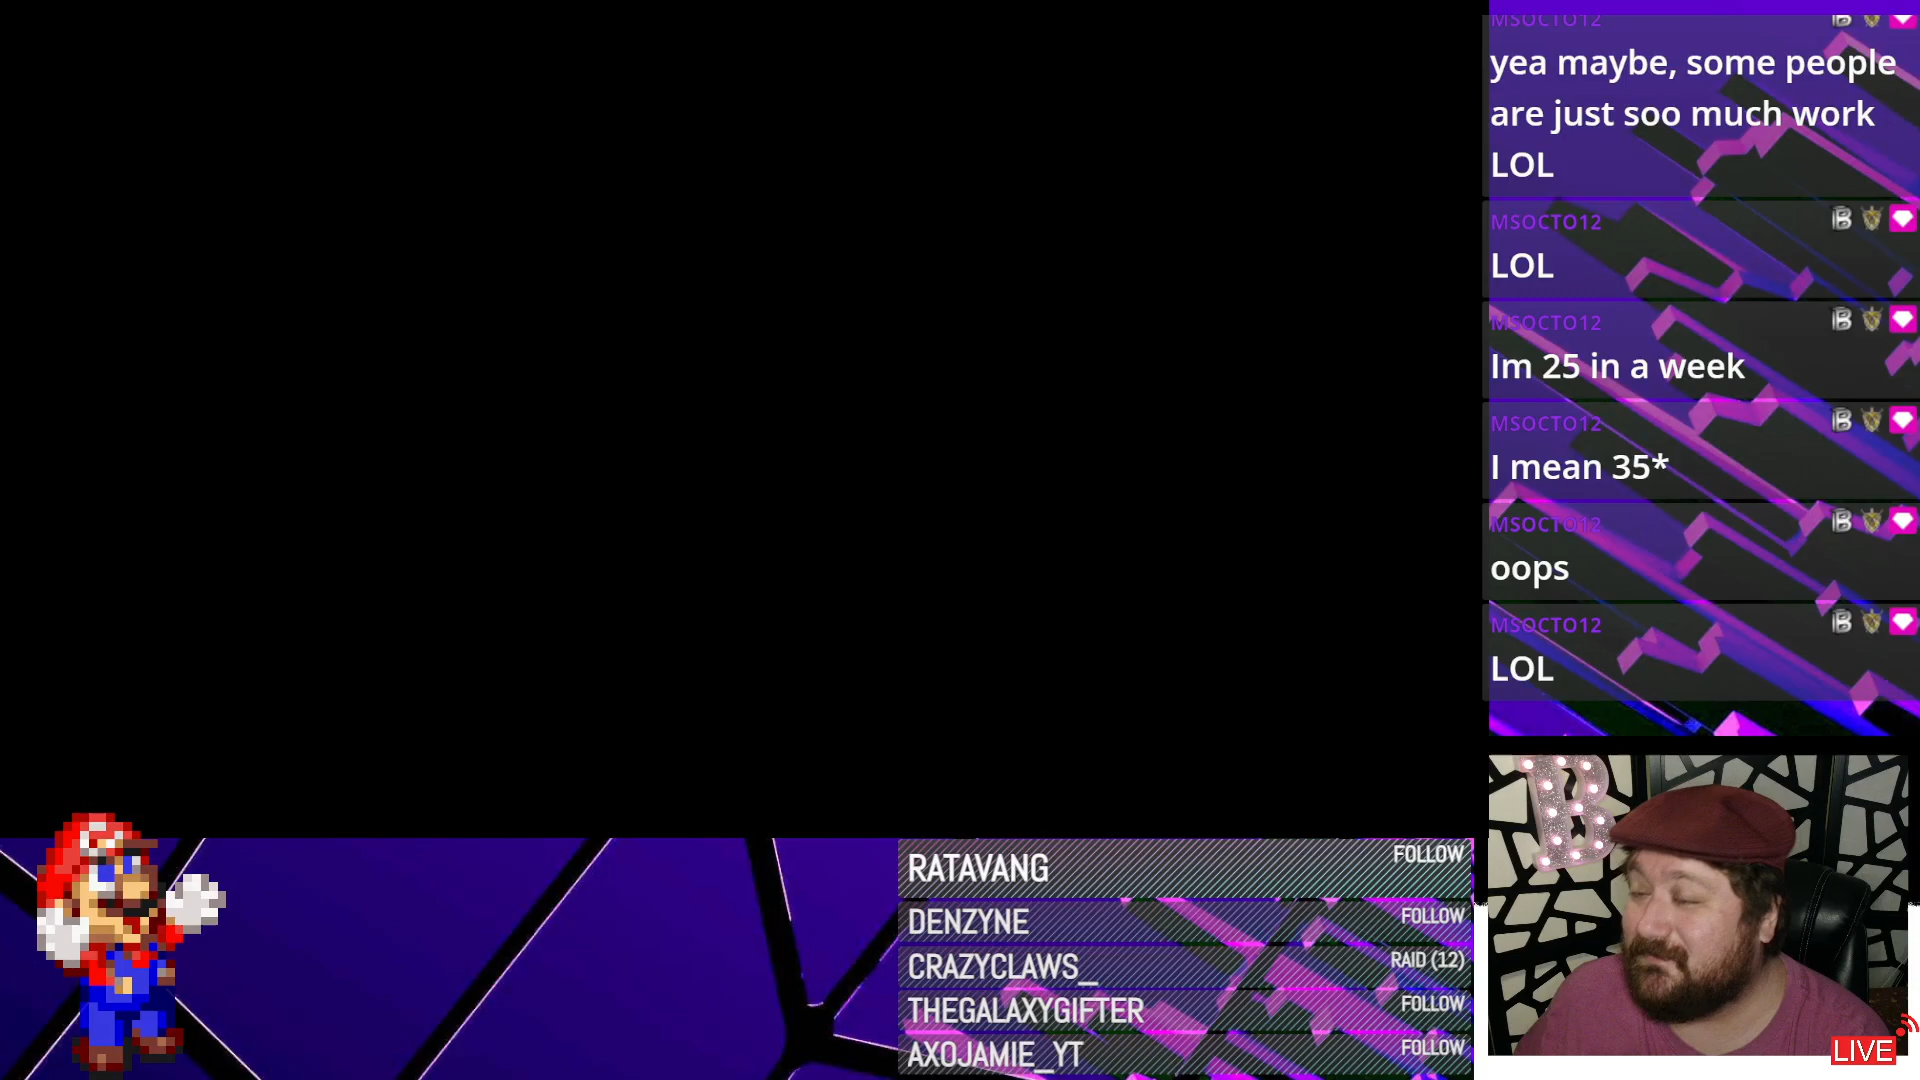 MSOCTO12
yea maybe, some people
are just soo much work
LOL
MSOCTO12
LOL
MSOCTO12
Im 25 in a week
MSOCTO12
I mean 35*
MSOCTO12
oops
MSOCTO12
LOL
RATAVANG FOLLOW
DENZYNE FOLLOW
CRAZYCLAWS_ RAID (12)
THEGALAXYGIFTER FOLLOW
AXOJAMIE_YT FOLLOW
B
LIVE